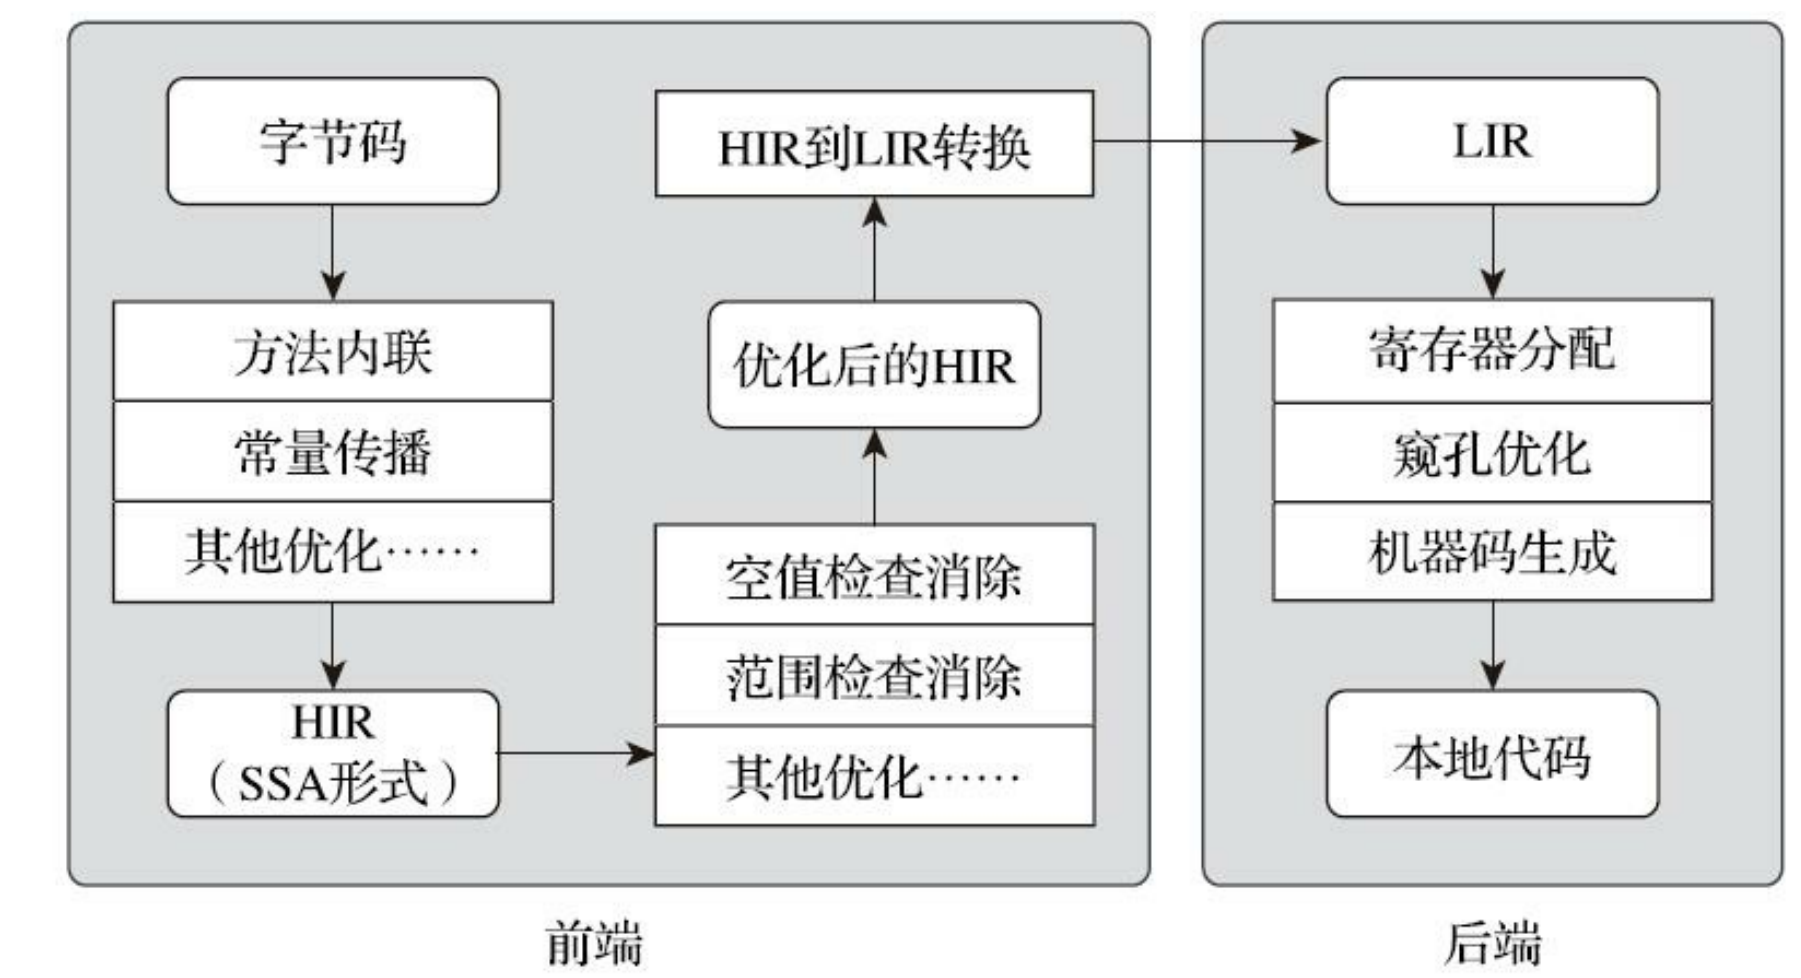 字节码
方法内联
常量传播
其他优化……
HIR
（SSA形式）
空值检查消除
范围检查消除
其他优化……
优化后的HIR
HIR到LIR转换
LIR
寄存器分配
窥孔优化
机器码生成
本地代码
前端
后端